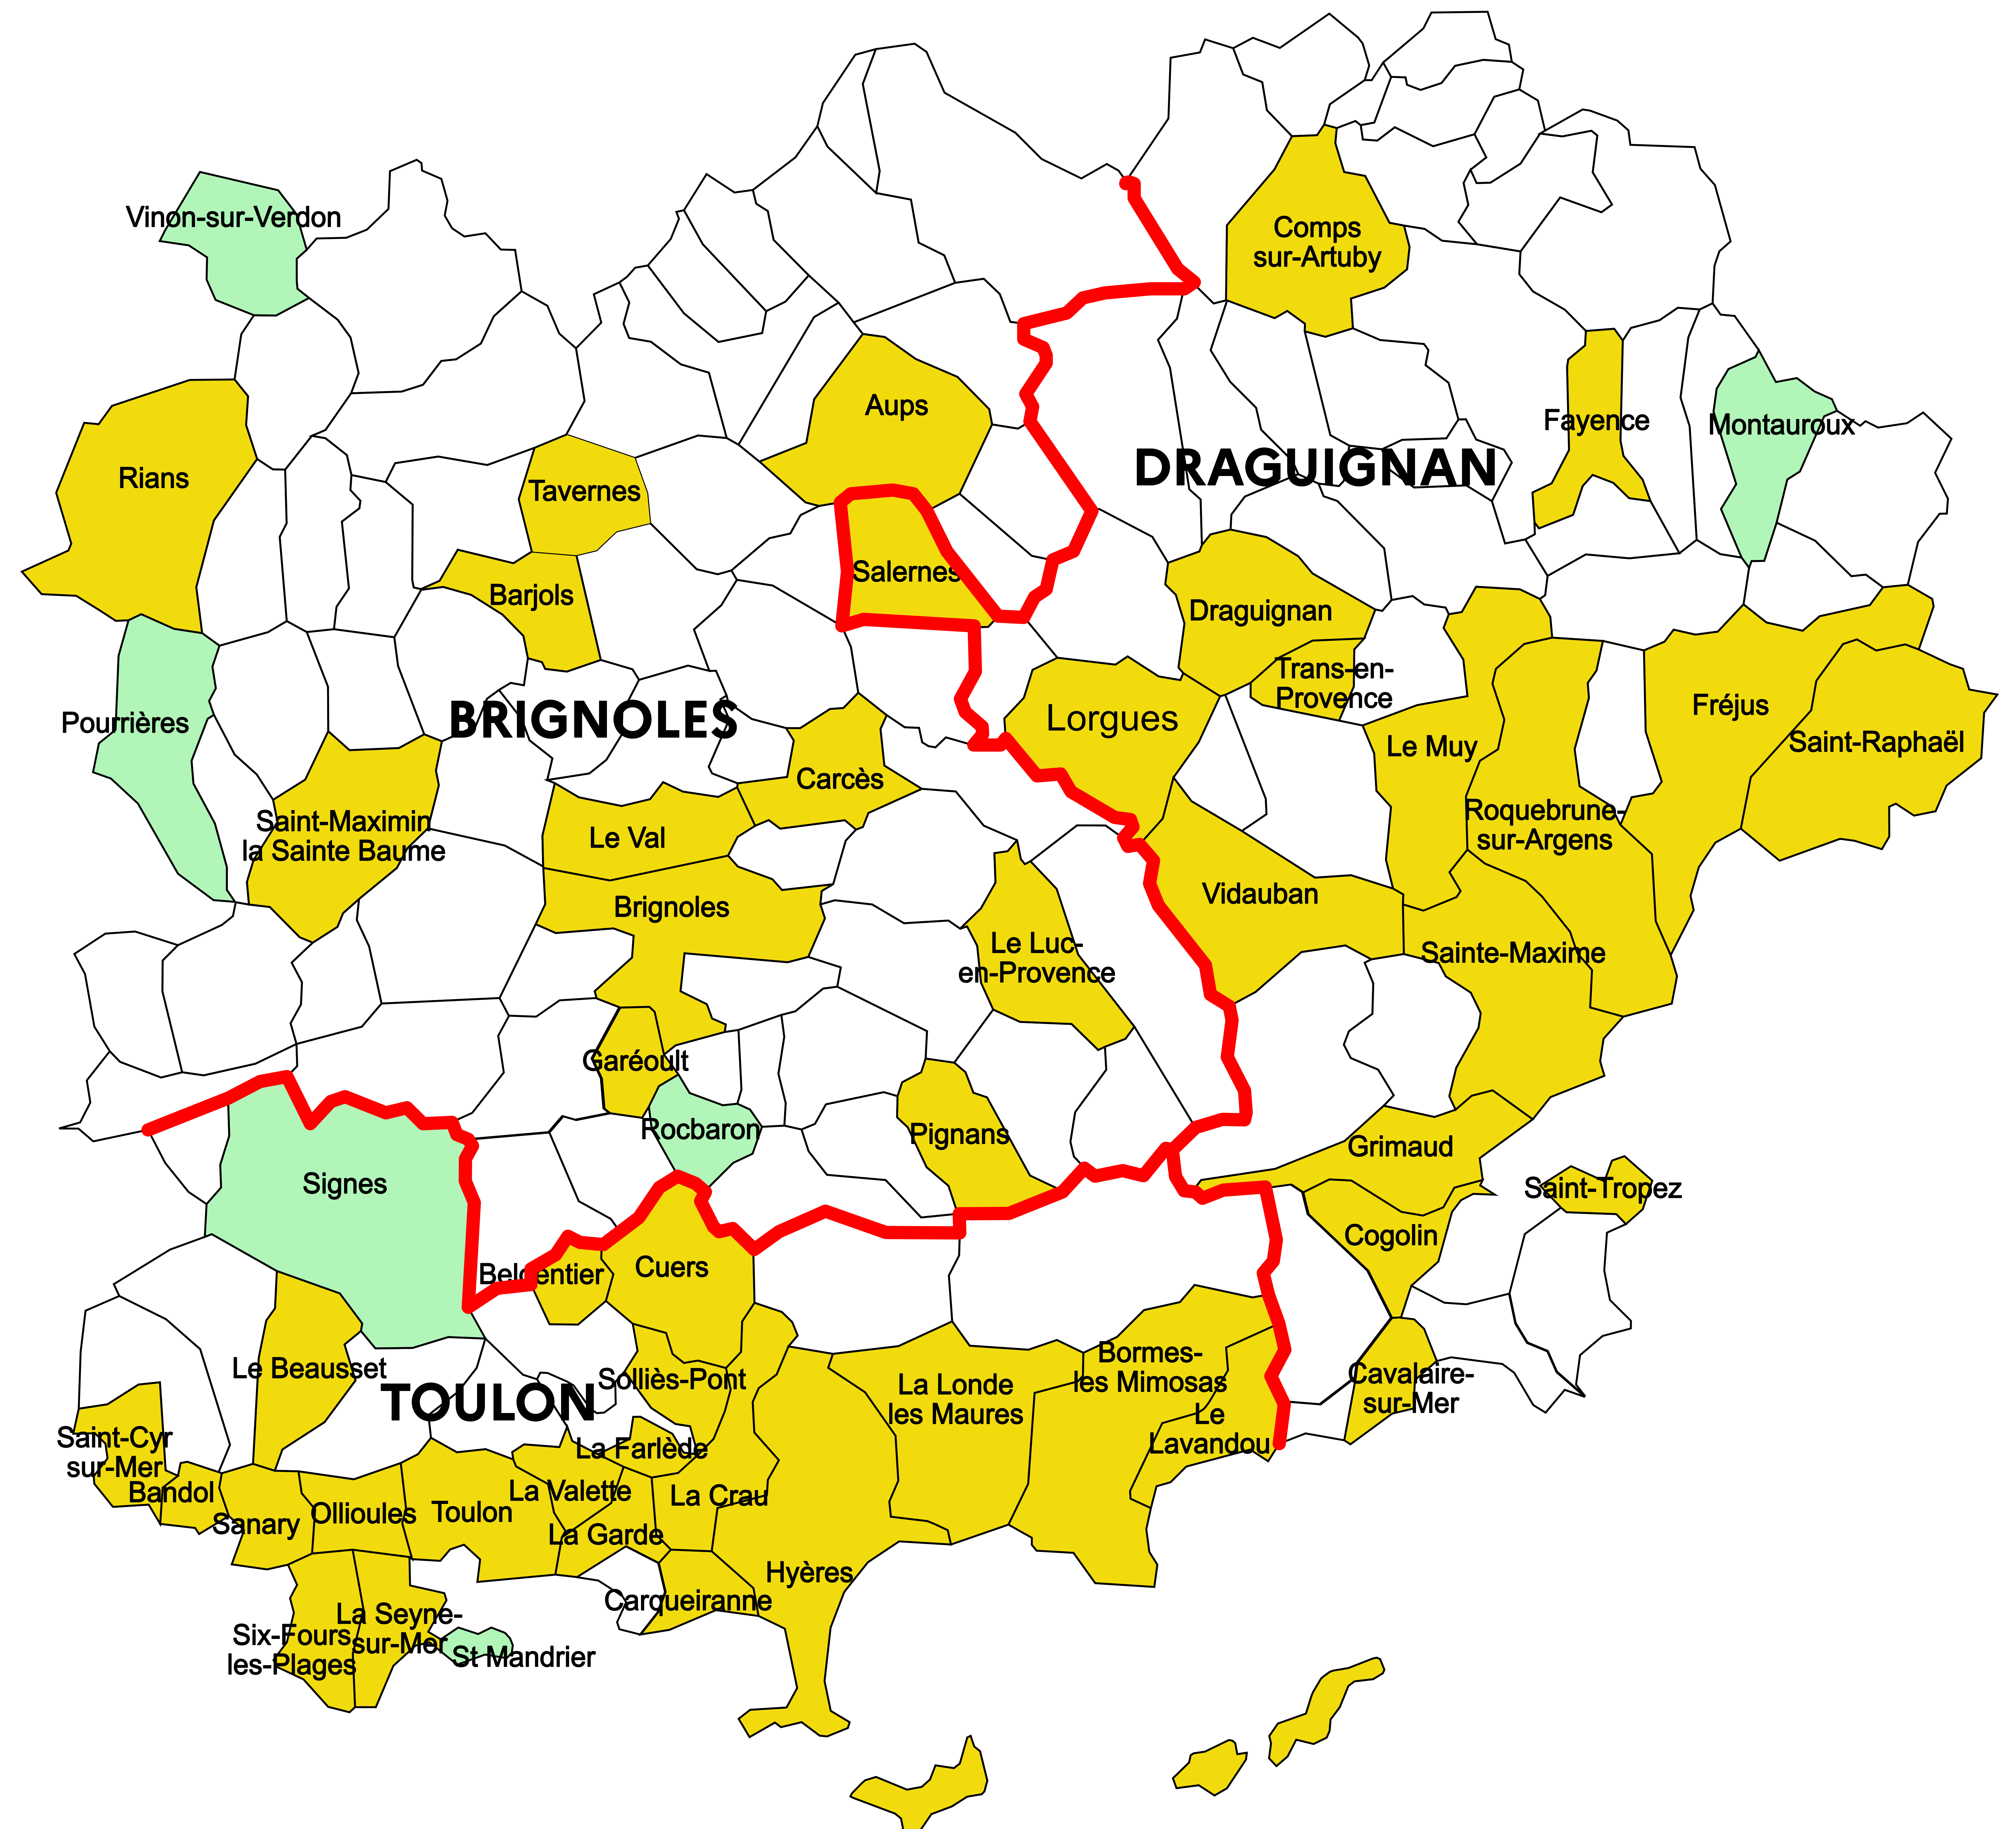 Vinon-sur-Verdon
Comps
sur-Artuby
Aups
Fayence
Montauroux
DRAGUIGNAN
Rians
Tavernes
Salernes
Barjols
Draguignan
Trans-en-
Provence
Pourrières
BRIGNOLES
Lorgues
Fréjus
Le Muy
Saint-Raphaël
Carcès
Saint-Maximin
la Sainte Baume
Le Val
Roquebrune-
sur-Argens
Brignoles
Vidauban
Le Luc-
en-Provence
Sainte-Maxime
Garéoult
Rocbaron
Pignans
Grimaud
Signes
Saint-Tropez
Cogolin
Belgentier
Cuers
Le Beausset
Solliès-Pont
La Londe
les Maures
Bormes-
les Mimosas
Cavalaire-
sur-Mer
TOULON
Le
Lavandou
Saint-Cyr
sur-Mer
La Farlède
Bandol
Sanary
Ollioules
Toulon
La Valette
La Crau
La Garde
Hyères
Carqueiranne
Six-Fours
les-Plages
La Seyne-
sur-Mer
St Mandrier